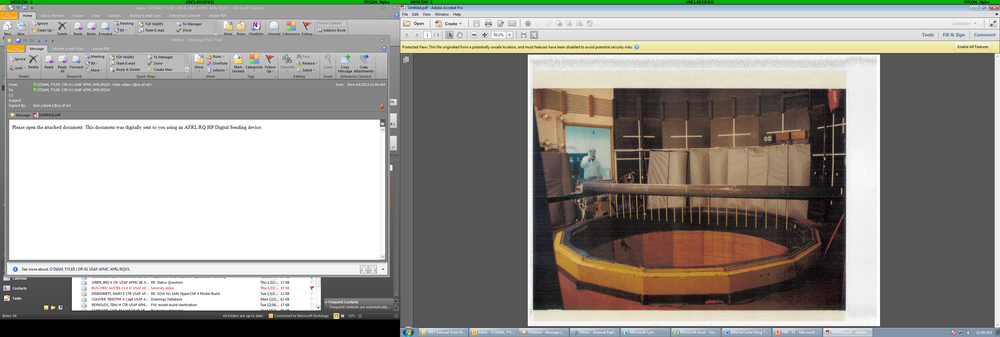 INFOCON: 3 UNCLASSIFIED FPCON: Alpha
Inbox - O'DIAM, TYLER J DR-01 USAF AFMC AFRL/RQVX - Microsoft Outlook
File Home Send / Receive Folder View Add-Ins McAfee E-mail Scan Enterprise Connect Adobe PDF
Ignore Meeting TGF HADES To Manager Find a Contact
Clean Up IM Team E-mail Done Address Book
New New Delete Reply Reply Forward Move Rules OneNote Unread/ Categorize Follow
Untitled - Message (Plain Text)
File Message McAfee E-mail Scan Adobe PDF
Ignore Meeting TGF HADES To Manager Rules Find
IM Team E-mail Done OneNote Related
Junk Delete Reply Reply All Forward More Reply & Delete Create New Move Actions Mark Unread Categorize Follow Up Translate Select Zoom Copy Message Copy Attachments
Delete Respond Quick Steps Move Tags Editing Zoom Enterprise Connect
From: O'DIAM, TYLER J DR-01 USAF AFMC AFRL/RQVX <tyler.odiam.3@us.af.mil> Sent: Mon 4/6/2015 11:44 AM
To: O'DIAM, TYLER J DR-01 USAF AFMC AFRL/RQVX
Cc:
Subject:
Signed By: tyler.odiam.1@us.af.mil
Message [Untitled].pdf
Please open the attached document. This document was digitally sent to you using an AFRL/RQ HP Digital Sending device.
Oil
R L
See more about: O'DIAM, TYLER J DR-01 USAF AFMC AFRL/RQVX.
Calendar
Contacts
Tasks
GRIER, IRIS A CIV USAF AFMC 88 A... RE: Status Question Thu 1/22/... 12 KB
BUSCHER, AUSTIN J 1st Lt USAF AF... Seversky video Thu 1/22/... 19 KB
DISBENNETT, MARY E CTR USAF AF... RE: SOW for SARL HyperCAP A Model Build Tue 1/13/... 12 KB
CLEAVER, TIMOTHY A Capt USAF A... Drawings Database Mon 12/2... 62 KB
REYNOLDS, TINA H CTR USAF AFM... FW: model build clarification Tue 12/16... 17 KB
Frequent Contacts
Frequent contacts are automatically...
Items: 34 All folders are up to date. Connected to Microsoft Exchange 10%
INFOCON: 3 UNCLASSIFIED FPCON: Alpha
Untitled.pdf - Adobe Acrobat Pro
File Edit View Window Help
Open Create Customize
1 / 1 93.2% Tools Fill & Sign Comment
Protected View: This file originated from a potentially unsafe location, and most features have been disabled to avoid potential security risks. Enable All Features
00
VWT Internal Solid W... Inbox - O'DIAM, TYL... Untitled - Message (... Yahoo - Internet Expl... Microsoft Lync Microsoft Excel - Tes... Internal Solid Wing T... TRR - V1 - Microsoft ... Untitled.pdf - Adobe... 11:49 AM